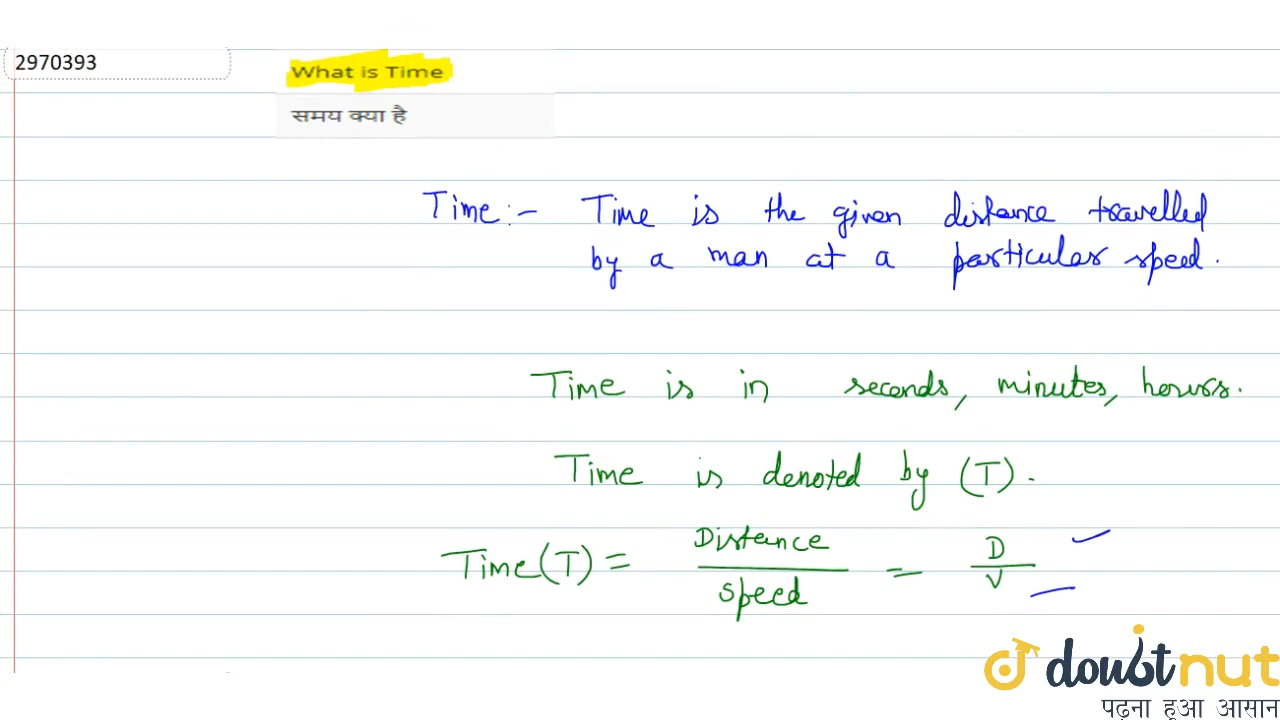 2970393
What is Time
समय क्या है
Time:- Time is the given distance travelled
by a man at a particular speed.
Time is in seconds, minutes, hours.
Time is denoted by (T).
Time(T) = Distance / speed = D / V
doubtnut
पढ़ना हुआ आसान